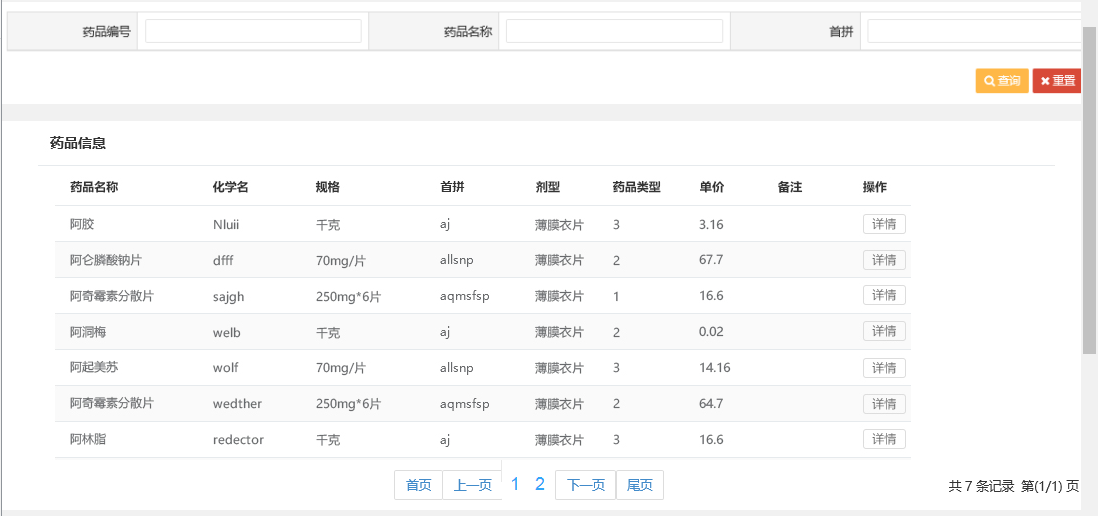 药品编号 药品名称 首拼
查询 重置
药品信息
药品名称 化学名 规格 首拼 剂型 药品类型 单价 备注 操作
阿胶 Nluii 千克 aj 薄膜衣片 3 3.16 详情
阿仑膦酸钠片 dfff 70mg/片 allsnp 薄膜衣片 2 67.7 详情
阿奇霉素分散片 sajgh 250mg*6片 aqmsfsp 薄膜衣片 1 16.6 详情
阿洞梅 welb 千克 aj 薄膜衣片 2 0.02 详情
阿起美苏 wolf 70mg/片 allsnp 薄膜衣片 3 14.16 详情
阿奇霉素分散片 wedther 250mg*6片 aqmsfsp 薄膜衣片 2 64.7 详情
阿林脂 redector 千克 aj 薄膜衣片 3 16.6 详情
首页 上一页 1 2 下一页 尾页 共 7 条记录 第(1/1) 页